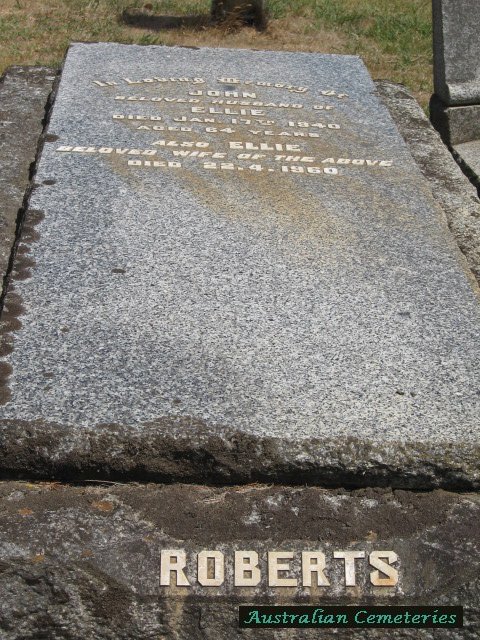 In Loving Memory Of
JOHN
BELOVED HUSBAND OF
ELLIE
DIED JAN 1940
AGED 64 YEARS
ALSO ELLIE
BELOVED WIFE OF THE ABOVE
DIED 22.4.1960
ROBERTS
Australian Cemeteries